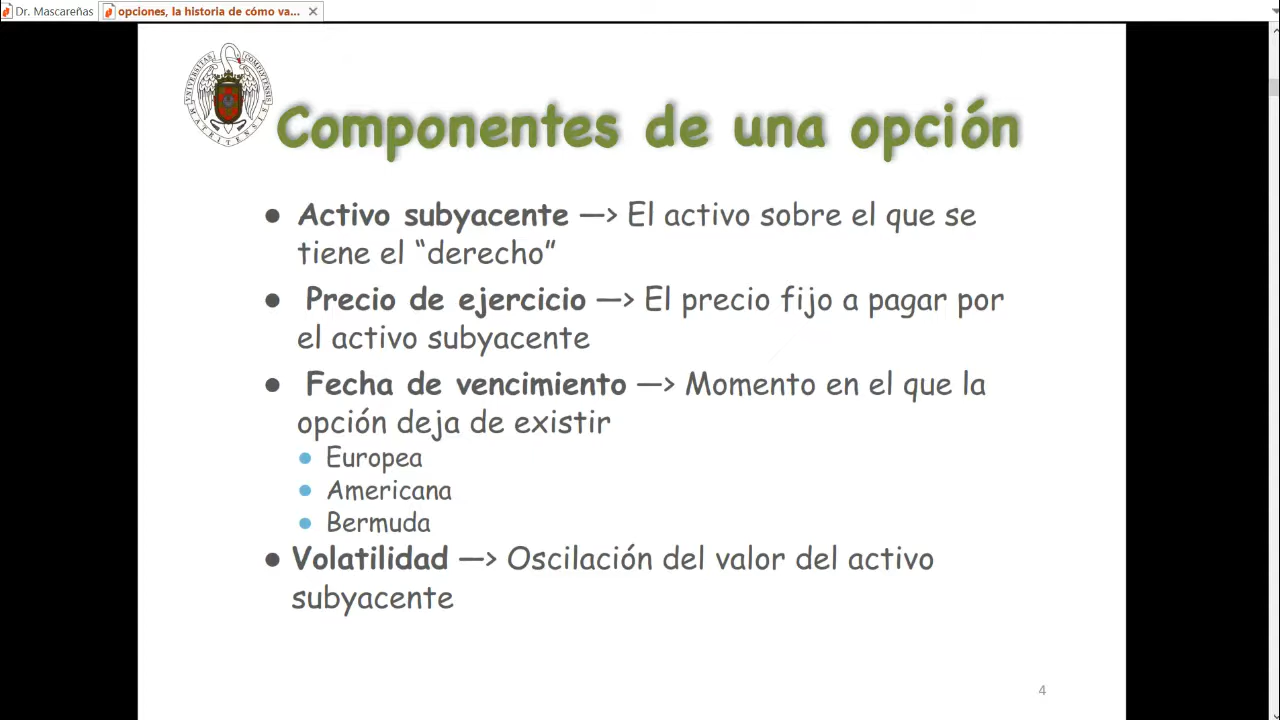 Dr. Mascareñas
opciones, la historia de cómo va...
UNIVERSITAS COMPLUTENSIS MATRITENSIS
Componentes de una opción
● Activo subyacente —> El activo sobre el que se
tiene el “derecho”
● Precio de ejercicio —> El precio fijo a pagar por
el activo subyacente
● Fecha de vencimiento —> Momento en el que la
opción deja de existir
● Europea
● Americana
● Bermuda
● Volatilidad —> Oscilación del valor del activo
subyacente
4